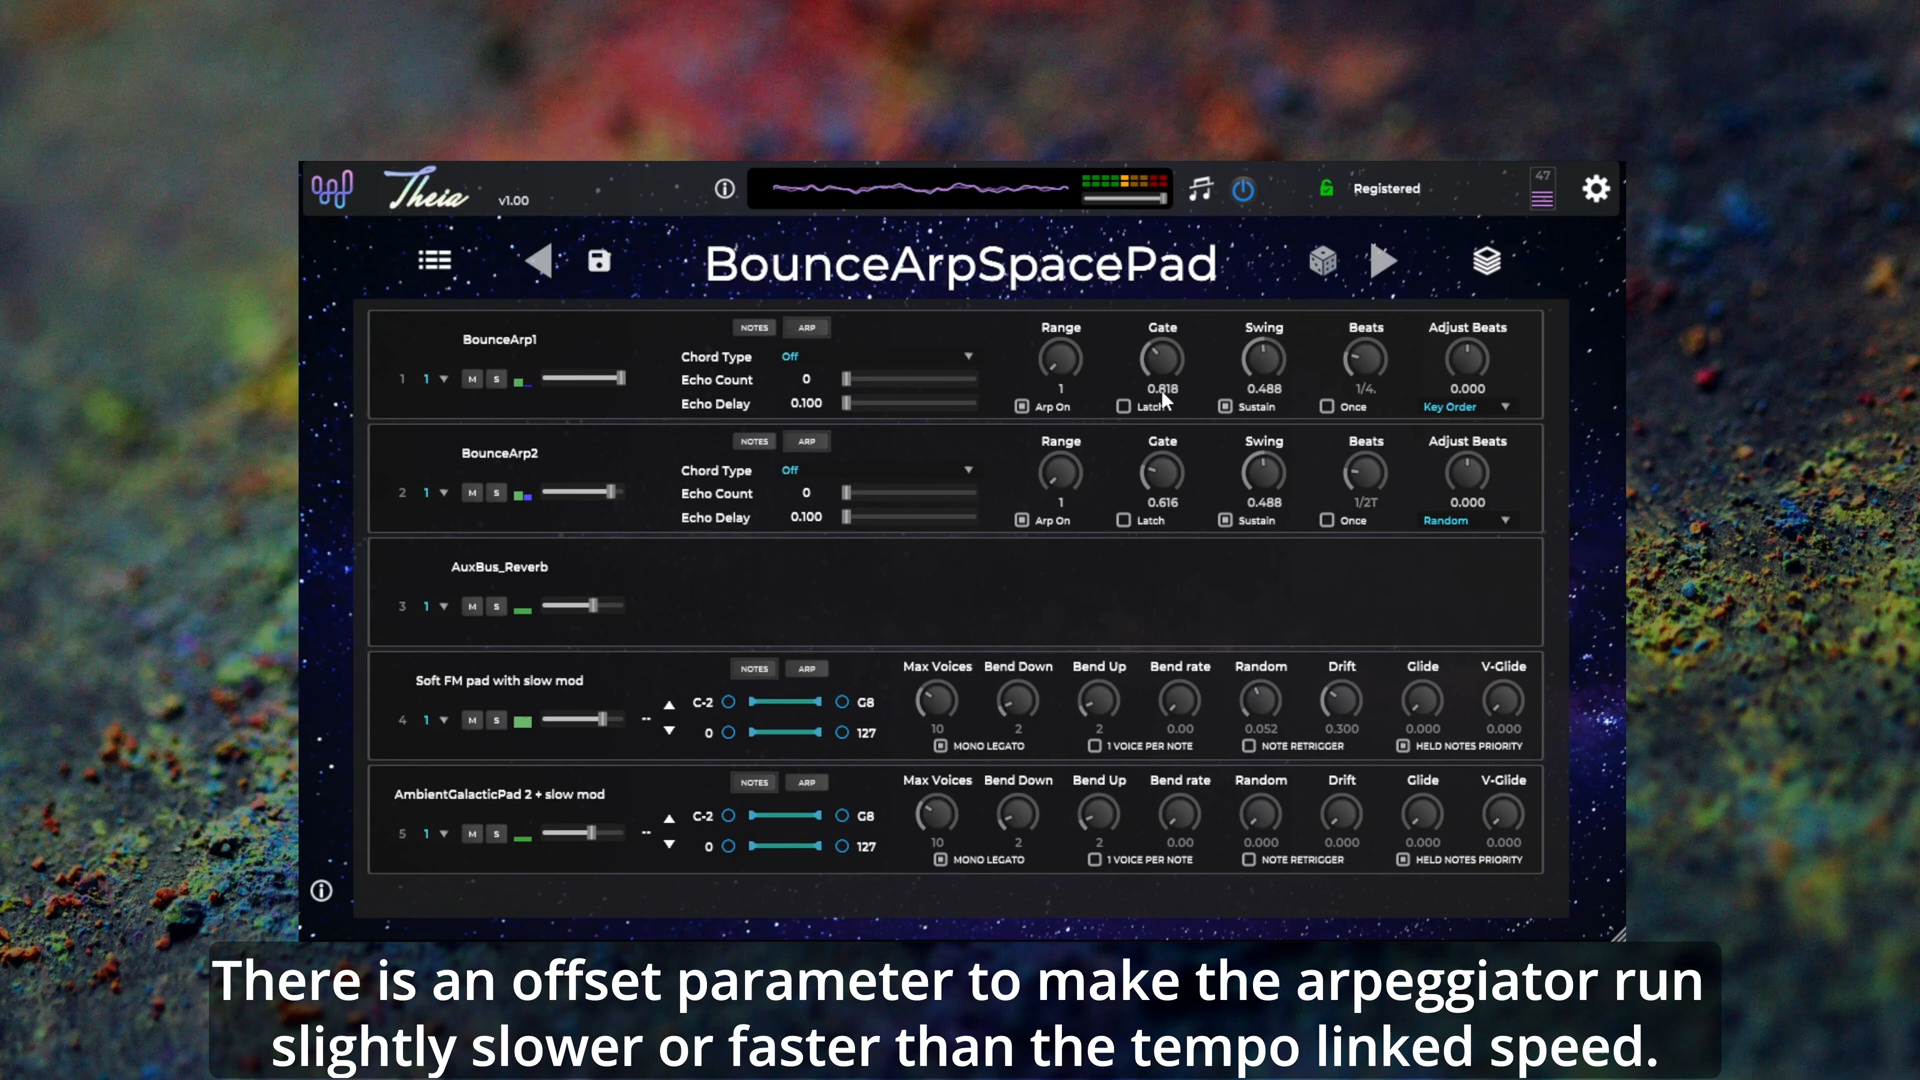 Theia
v1.00
Registered
47
BounceArpSpacePad
BounceArp1
1 1 M S
NOTES ARP
Chord Type Off
Echo Count 0
Echo Delay 0.100
Range Gate Swing Beats Adjust Beats
1 0.818 0.488 1/4. 0.000
Arp On Latch Sustain Once Key Order
BounceArp2
2 1 M S
NOTES ARP
Chord Type Off
Echo Count 0
Echo Delay 0.100
Range Gate Swing Beats Adjust Beats
1 0.616 0.488 1/2T 0.000
Arp On Latch Sustain Once Random
AuxBus_Reverb
3 1 M S
Soft FM pad with slow mod
4 1 M S --
NOTES ARP
C-2 G8
0 127
Max Voices Bend Down Bend Up Bend rate Random Drift Glide V-Glide
10 2 2 0.00 0.052 0.300 0.000 0.000
MONO LEGATO 1 VOICE PER NOTE NOTE RETRIGGER HELD NOTES PRIORITY
AmbientGalacticPad 2 + slow mod
5 1 M S --
NOTES ARP
C-2 G8
0 127
Max Voices Bend Down Bend Up Bend rate Random Drift Glide V-Glide
10 2 2 0.00 0.000 0.000 0.000 0.000
MONO LEGATO 1 VOICE PER NOTE NOTE RETRIGGER HELD NOTES PRIORITY
There is an offset parameter to make the arpeggiator run
slightly slower or faster than the tempo linked speed.